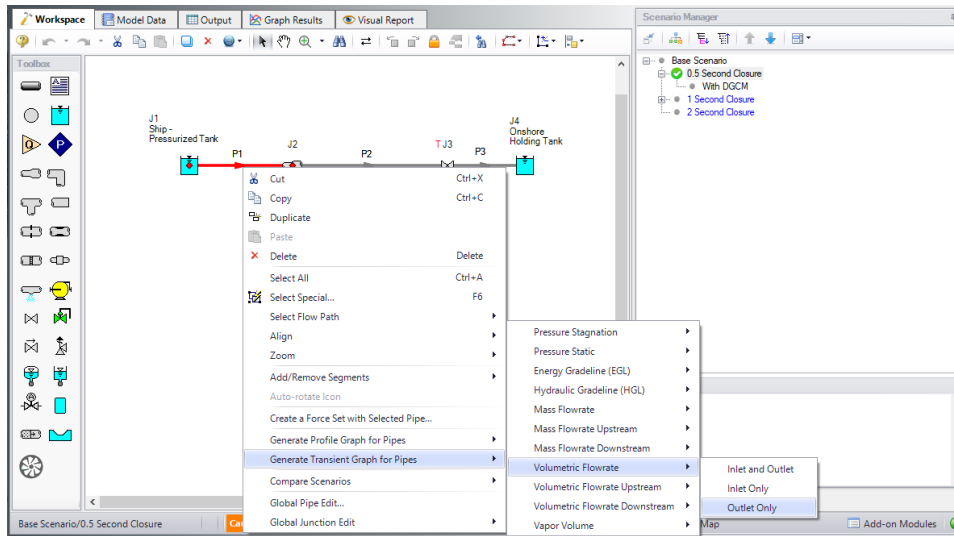 Workspace
Model Data
Output
Graph Results
Visual Report
Scenario Manager
Toolbox
Base Scenario
0.5 Second Closure
With DGCM
1 Second Closure
2 Second Closure
J1
Ship -
Pressurized Tank
P1
J2
P2
T J3
P3
J4
Onshore
Holding Tank
Cut Ctrl+X
Copy Ctrl+C
Duplicate
Paste
Delete Delete
Select All Ctrl+A
Select Special... F6
Select Flow Path
Align
Zoom
Add/Remove Segments
Auto-rotate Icon
Create a Force Set with Selected Pipe...
Generate Profile Graph for Pipes
Generate Transient Graph for Pipes
Compare Scenarios
Global Pipe Edit...
Global Junction Edit
Pressure Stagnation
Pressure Static
Energy Gradeline (EGL)
Hydraulic Gradeline (HGL)
Mass Flowrate
Mass Flowrate Upstream
Mass Flowrate Downstream
Volumetric Flowrate
Volumetric Flowrate Upstream
Volumetric Flowrate Downstream
Vapor Volume
Inlet and Outlet
Inlet Only
Outlet Only
Base Scenario/0.5 Second Closure
Map
Add-on Modules